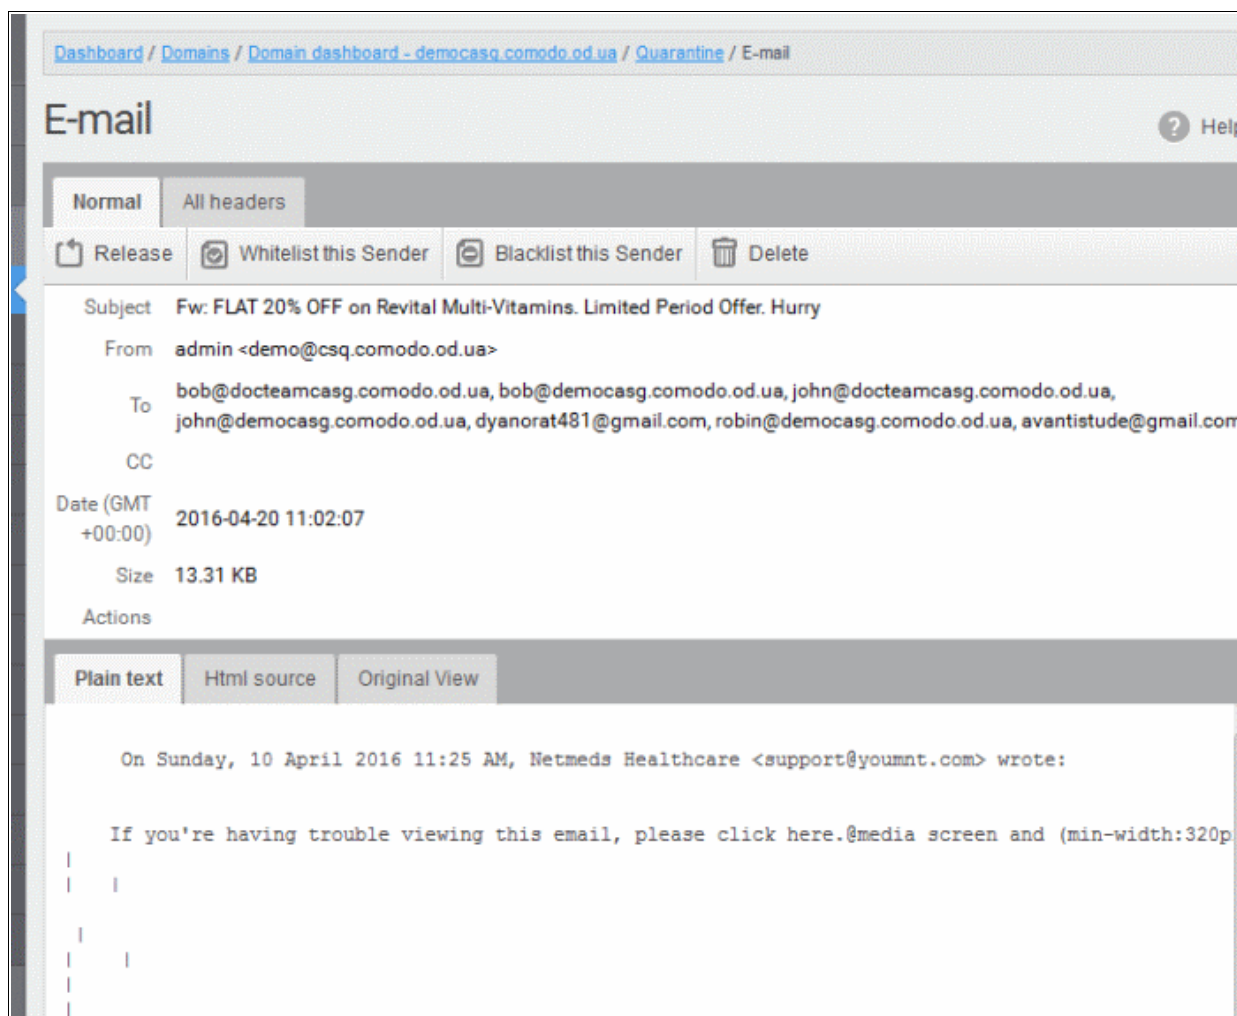 Dashboard / Domains / Domain dashboard - democasg.comodo.od.ua / Quarantine / E-mail
E-mail
Help
Normal All headers
Release Whitelist this Sender Blacklist this Sender Delete
Subject Fw: FLAT 20% OFF on Revital Multi-Vitamins. Limited Period Offer. Hurry
From admin <demo@csq.comodo.od.ua>
bob@docteamcasg.comodo.od.ua, bob@democasg.comodo.od.ua, john@docteamcasg.comodo.od.ua,
To
john@democasg.comodo.od.ua, dyanorat481@gmail.com, robin@democasg.comodo.od.ua, avantistude@gmail.com
CC
Date (GMT
+00:00) 2016-04-20 11:02:07
Size 13.31 KB
Actions
Plain text Html source Original View
On Sunday, 10 April 2016 11:25 AM, Netmeds Healthcare <support@youmnt.com> wrote:
If you're having trouble viewing this email, please click here.@media screen and (min-width:320p
|
| |
|
| |
|
|